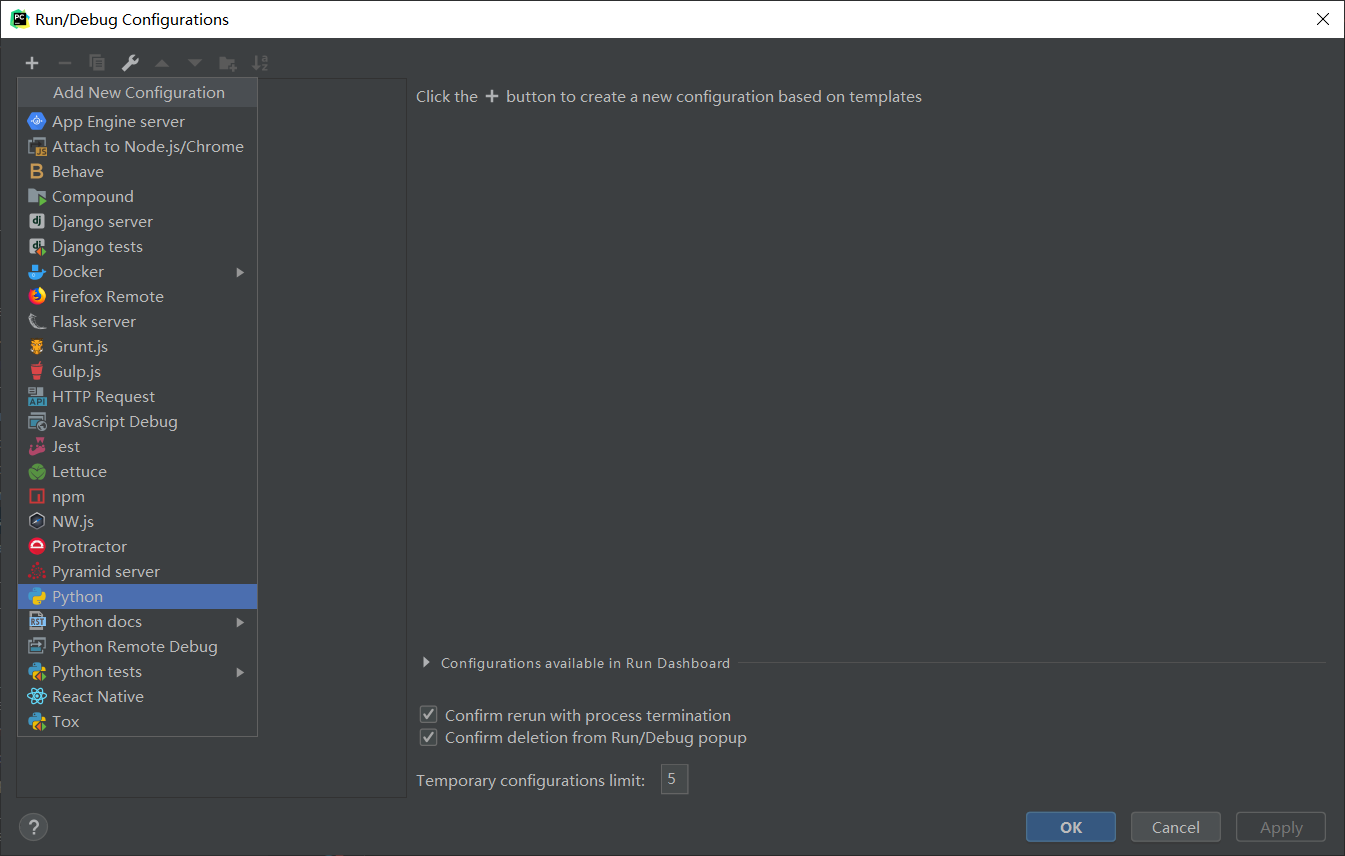 Run/Debug Configurations
Add New Configuration
App Engine server
Attach to Node.js/Chrome
Behave
Compound
Django server
Django tests
Docker
Firefox Remote
Flask server
Grunt.js
Gulp.js
HTTP Request
JavaScript Debug
Jest
Lettuce
npm
NW.js
Protractor
Pyramid server
Python
Python docs
Python Remote Debug
Python tests
React Native
Tox
Click the + button to create a new configuration based on templates
Configurations available in Run Dashboard
Confirm rerun with process termination
Confirm deletion from Run/Debug popup
Temporary configurations limit: 5
? OK Cancel Apply